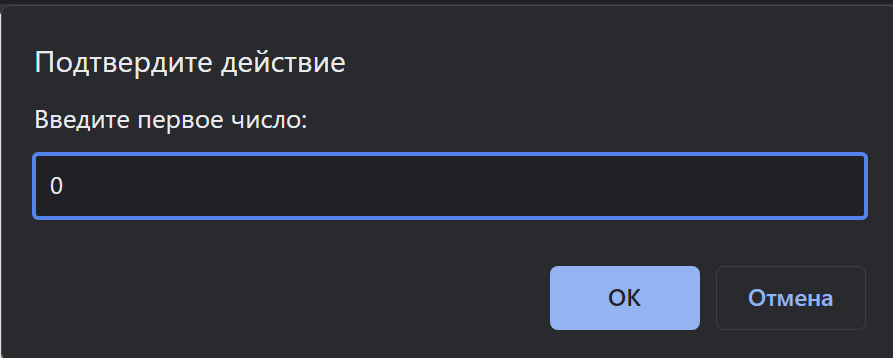 Подтвердите действие
Введите первое число:
0
OK
Отмена